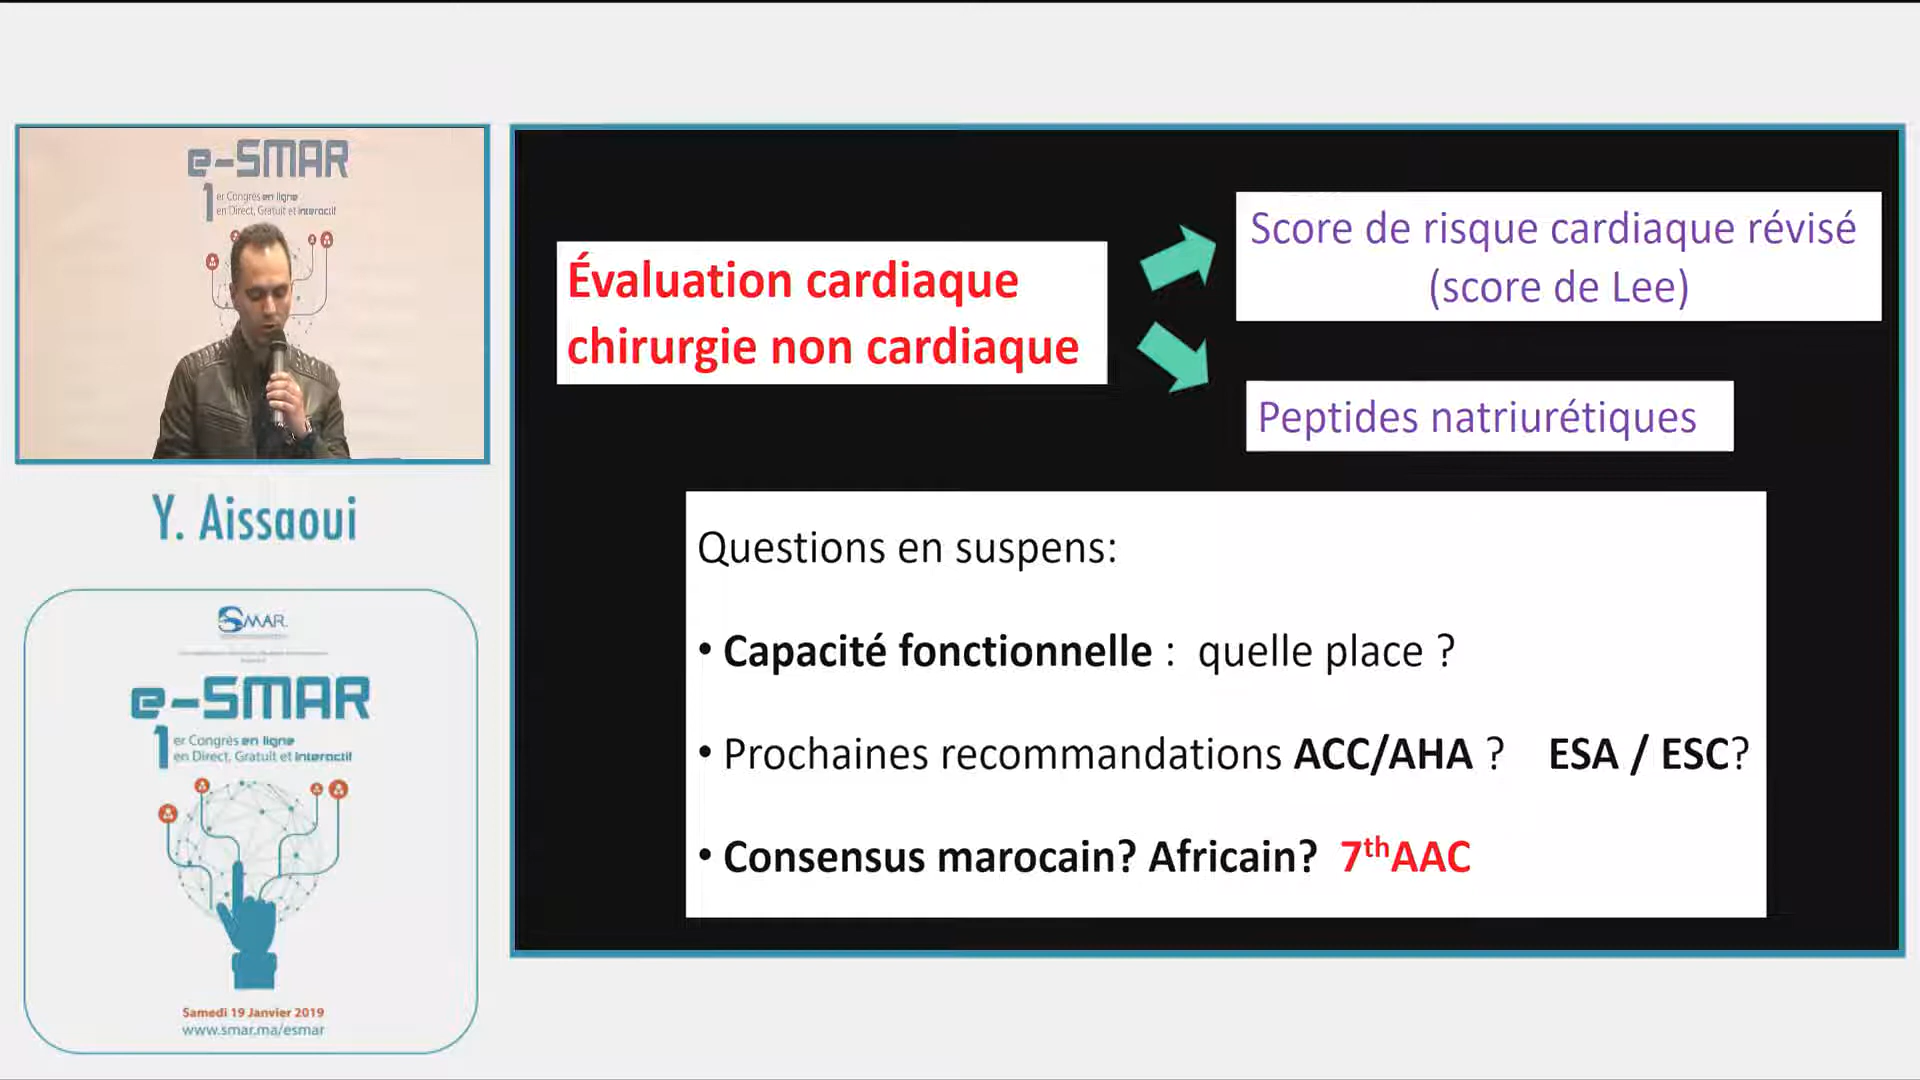 e-SMAR
1er Congrès en ligne
en Direct, Gratuit et interactif
Y. Aissaoui
SMAR
e-SMAR
1er Congrès en ligne
en Direct, Gratuit et interactif
Samedi 19 Janvier 2019
www.smar.ma/esmar
Évaluation cardiaque
chirurgie non cardiaque
Score de risque cardiaque révisé
(score de Lee)
Peptides natriurétiques
Questions en suspens:
• Capacité fonctionnelle : quelle place ?
• Prochaines recommandations ACC/AHA ? ESA / ESC?
• Consensus marocain? Africain? 7thAAC